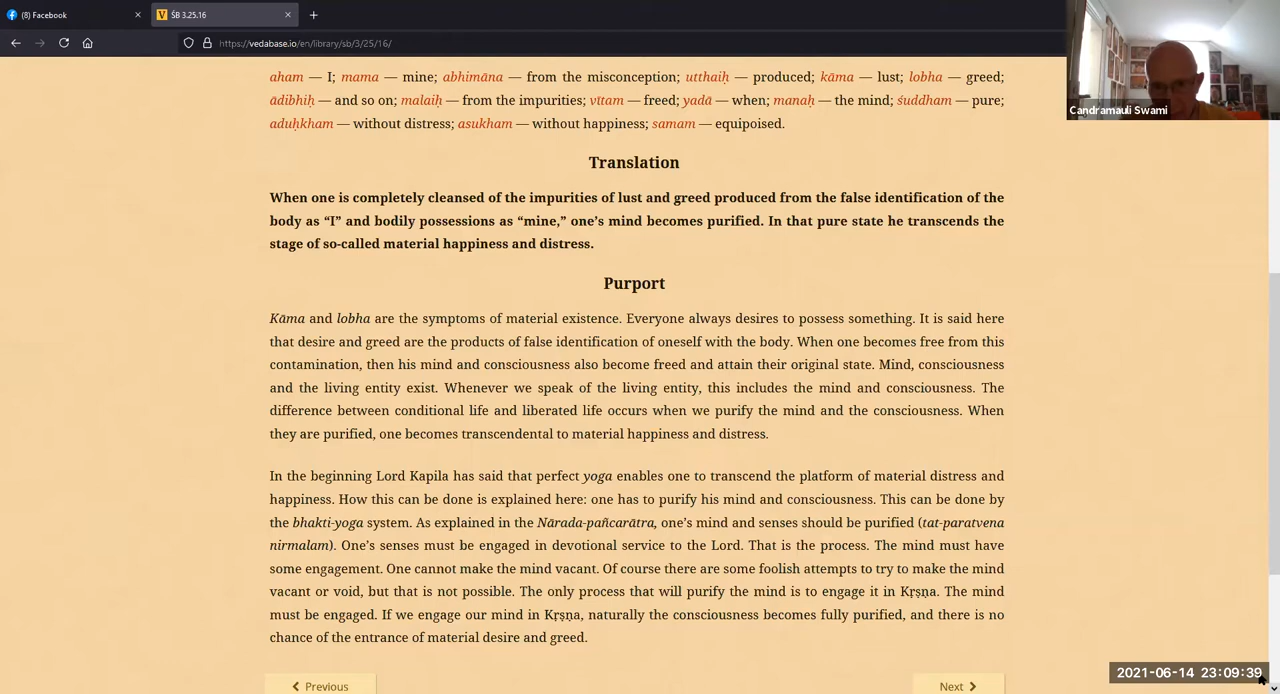 (8) Facebook
V ŚB 3.25.16
https://vedabase.io/en/library/sb/3/25/16/
Candramauli Swami
aham — I; mama — mine; abhimāna — from the misconception; utthaiḥ — produced; kāma — lust; lobha — greed;
ādibhiḥ — and so on; malaiḥ — from the impurities; vītam — freed; yadā — when; manaḥ — the mind; śuddham — pure;
aduḥkham — without distress; asukham — without happiness; samam — equipoised.
Translation
When one is completely cleansed of the impurities of lust and greed produced from the false identification of the
body as “I” and bodily possessions as “mine,” one’s mind becomes purified. In that pure state he transcends the
stage of so-called material happiness and distress.
Purport
Kāma and lobha are the symptoms of material existence. Everyone always desires to possess something. It is said here
that desire and greed are the products of false identification of oneself with the body. When one becomes free from this
contamination, then his mind and consciousness also become freed and attain their original state. Mind, consciousness
and the living entity exist. Whenever we speak of the living entity, this includes the mind and consciousness. The
difference between conditional life and liberated life occurs when we purify the mind and the consciousness. When
they are purified, one becomes transcendental to material happiness and distress.
In the beginning Lord Kapila has said that perfect yoga enables one to transcend the platform of material distress and
happiness. How this can be done is explained here: one has to purify his mind and consciousness. This can be done by
the bhakti-yoga system. As explained in the Nārada-pañcarātra, one’s mind and senses should be purified (tat-paratvena
nirmalam). One’s senses must be engaged in devotional service to the Lord. That is the process. The mind must have
some engagement. One cannot make the mind vacant. Of course there are some foolish attempts to try to make the mind
vacant or void, but that is not possible. The only process that will purify the mind is to engage it in Kṛṣṇa. The mind
must be engaged. If we engage our mind in Kṛṣṇa, naturally the consciousness becomes fully purified, and there is no
chance of the entrance of material desire and greed.
Previous
Next
2021-06-14 23:09:39